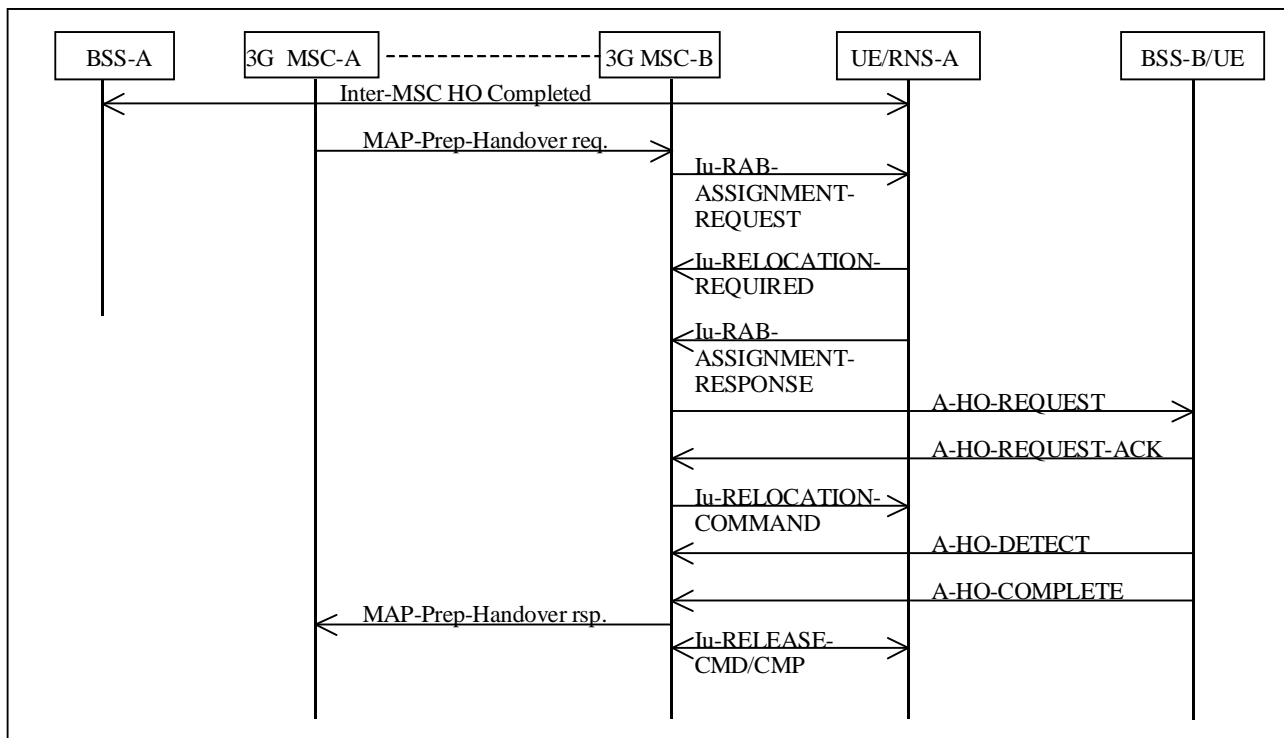 BSS-A
3G MSC-A
3G MSC-B
UE/RNS-A
BSS-B/UE
Inter-MSC HO Completed
MAP-Prep-Handover req.
Iu-RAB-
ASSIGNMENT-
REQUEST
Iu-RELOCATION-
REQUIRED
Iu-RAB-
ASSIGNMENT-
RESPONSE
A-HO-REQUEST
A-HO-REQUEST-ACK
Iu-RELOCATION-
COMMAND
A-HO-DETECT
A-HO-COMPLETE
MAP-Prep-Handover rsp.
Iu-RELEASE-
CMD/CMP